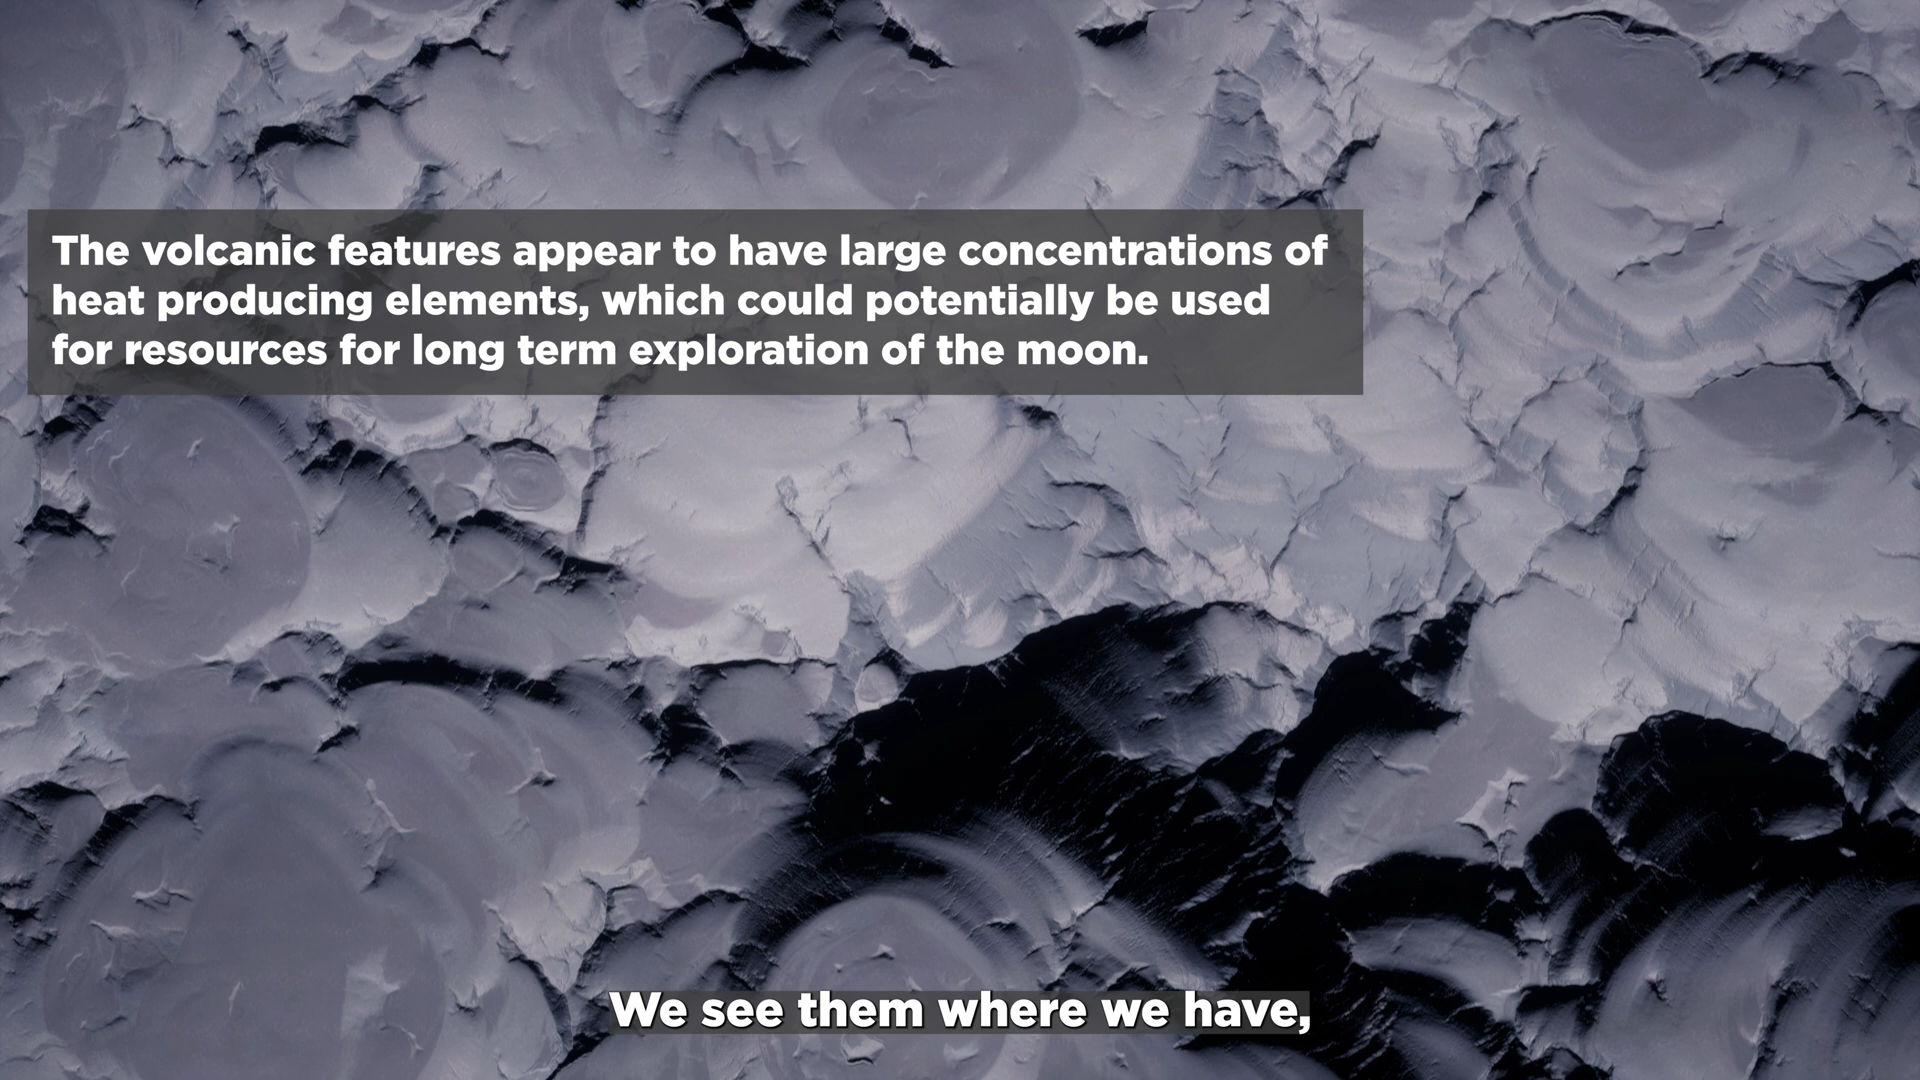 The volcanic features appear to have large concentrations of
heat producing elements, which could potentially be used
for resources for long term exploration of the moon.
We see them where we have,